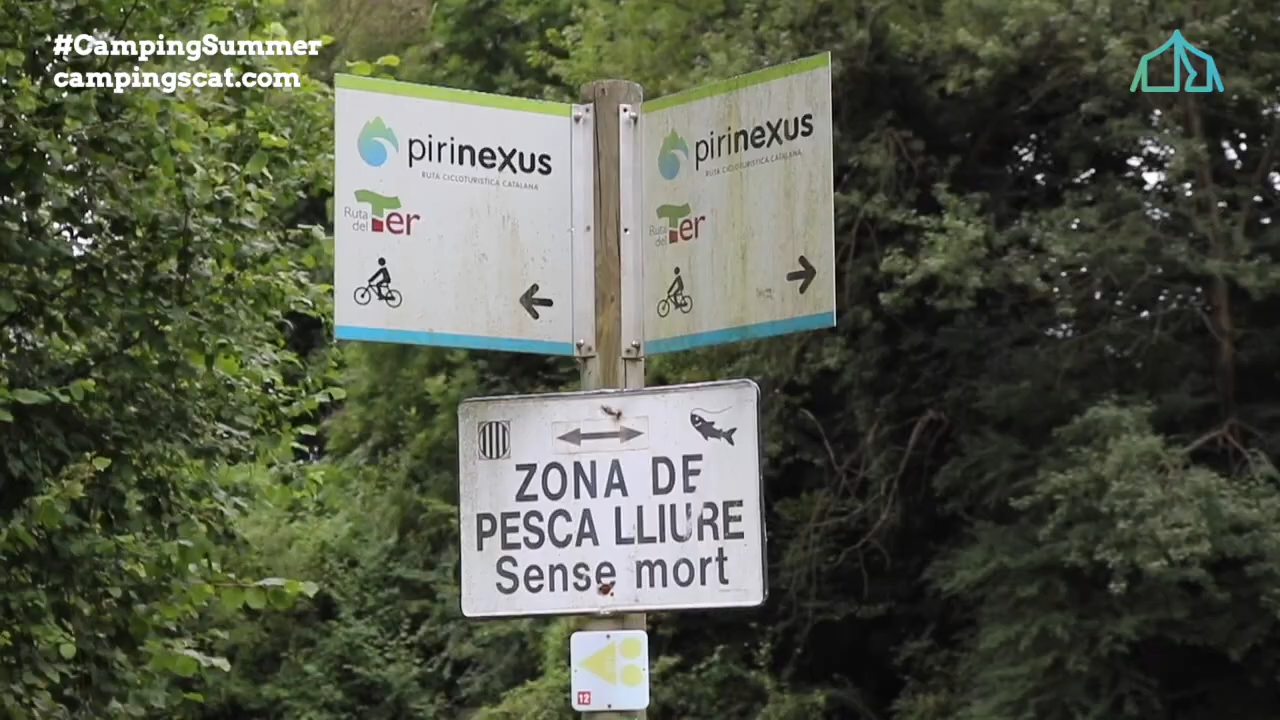 #CampingSummer
campingscat.com
pirinexus
RUTA CICLOTURISTICA CATALANA
Ruta
del Ter
pirinexus
RUTA CICLOTURISTICA CATALANA
Ruta
del Ter
ZONA DE
PESCA LLIURE
Sense mort
12